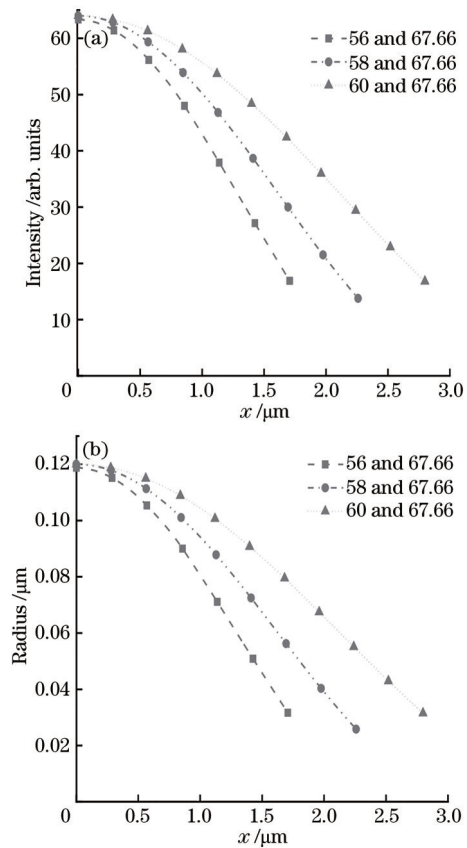 (a)
56 and 67.66
58 and 67.66
60 and 67.66
60
50
40
30
20
10
0
0.5
1.0
1.5
2.0
2.5
3.0
Intensity /arb. units
x /μm
(b)
56 and 67.66
58 and 67.66
60 and 67.66
0.12
0.10
0.08
0.06
0.04
0.02
0
0.5
1.0
1.5
2.0
2.5
3.0
Radius /μm
x /μm